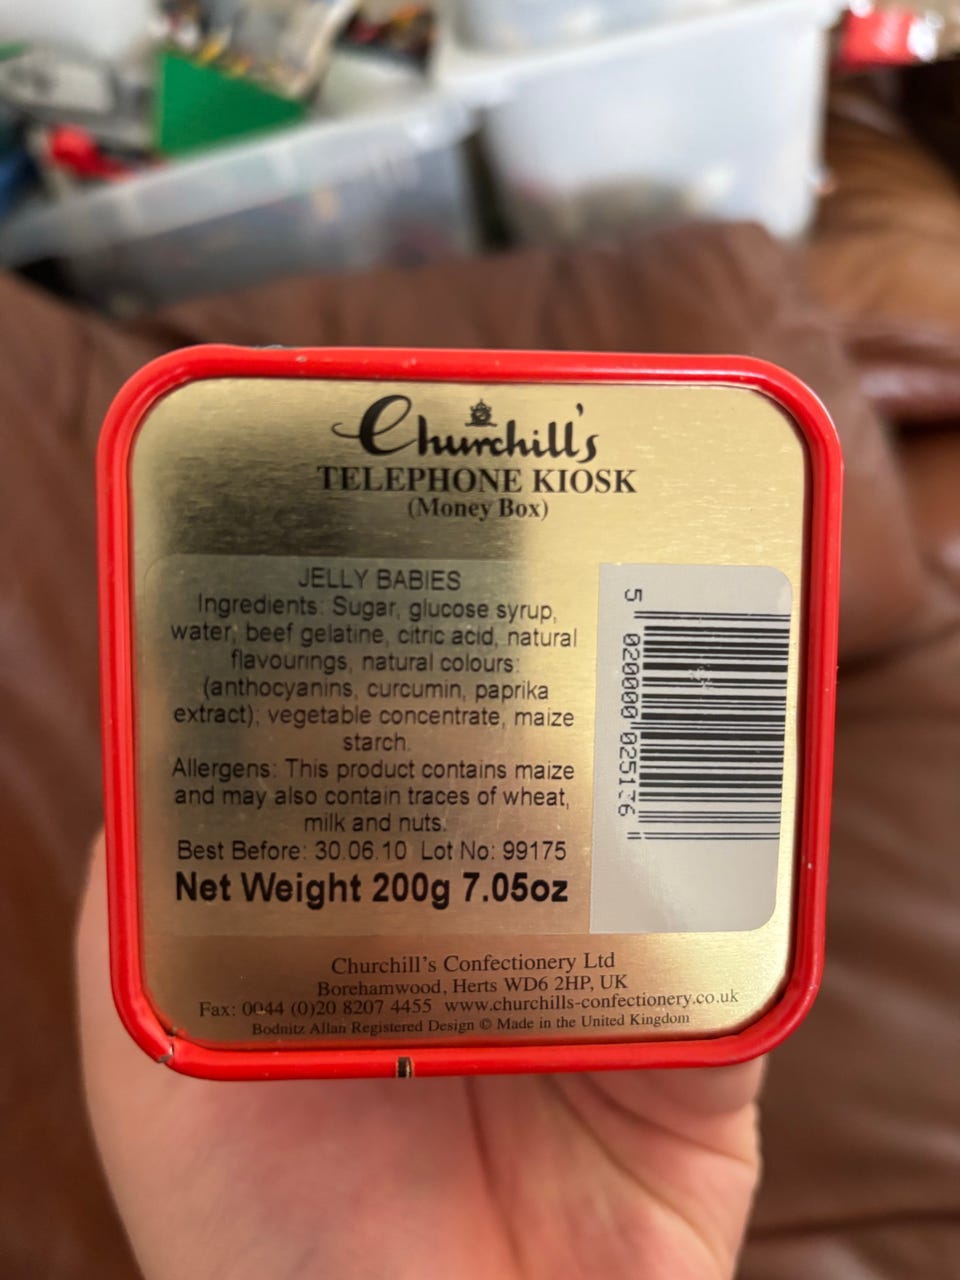 Churchill's
TELEPHONE KIOSK
(Money Box)
JELLY BABIES
Ingredients: Sugar, glucose syrup,
water, beef gelatine, citric acid, natural
flavourings, natural colours:
(anthocyanins, curcumin, paprika
extract); vegetable concentrate, maize
starch.
Allergens: This product contains maize
and may also contain traces of wheat,
milk and nuts.
Best Before: 30.06.10 Lot No: 99175
Net Weight 200g 7.05oz
5 020000 025136
Churchill's Confectionery Ltd
Borehamwood, Herts WD6 2HP, UK
Fax: 0044 (0)20 8207 4455 www.churchills-confectionery.co.uk
Bodnitz Allan Registered Design © Made in the United Kingdom